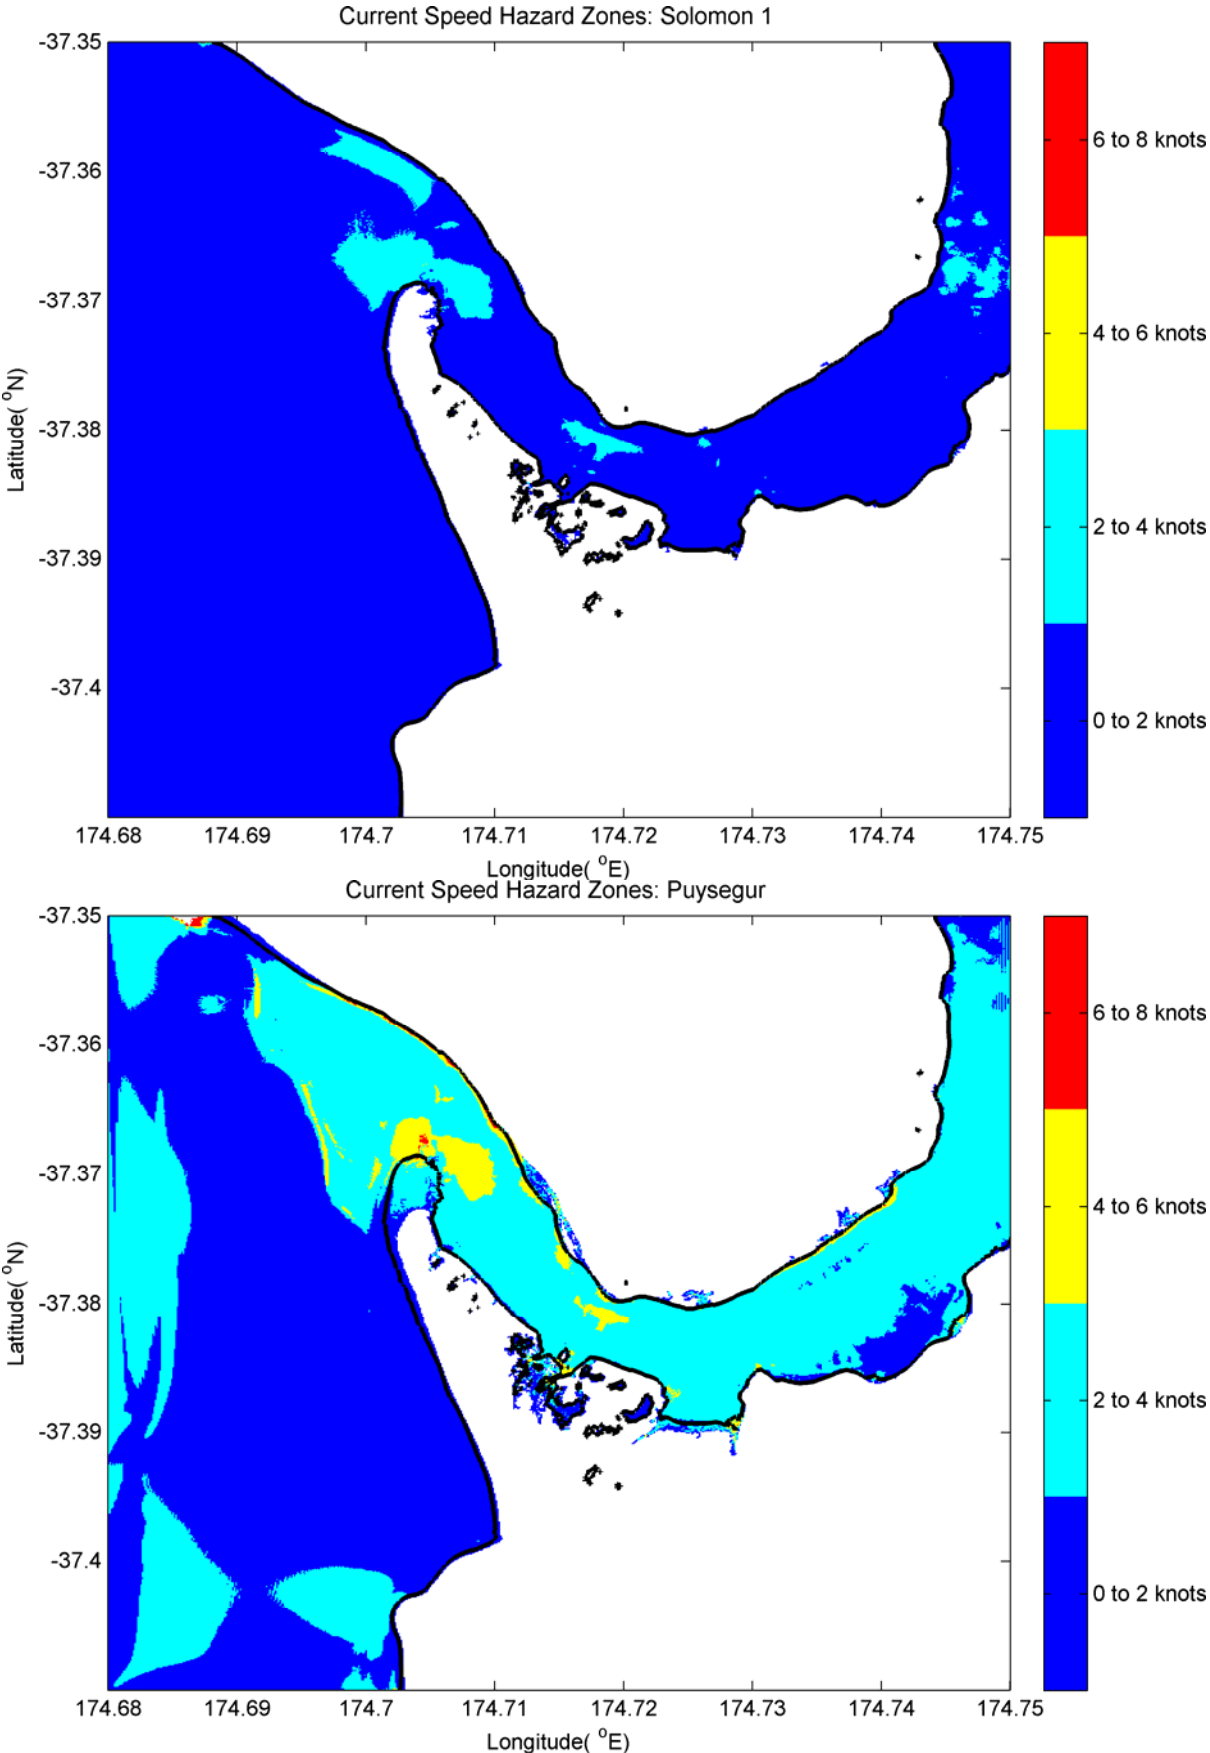 Current Speed Hazard Zones: Solomon 1
-37.35
-37.36
-37.37
-37.38
-37.39
-37.4
Latitude( °N)
174.68 174.69 174.7 174.71 174.72 174.73 174.74 174.75
Longitude( °E)
6 to 8 knots
4 to 6 knots
2 to 4 knots
0 to 2 knots
Current Speed Hazard Zones: Puysegur
-37.35
-37.36
-37.37
-37.38
-37.39
-37.4
Latitude( °N)
174.68 174.69 174.7 174.71 174.72 174.73 174.74 174.75
Longitude( °E)
6 to 8 knots
4 to 6 knots
2 to 4 knots
0 to 2 knots